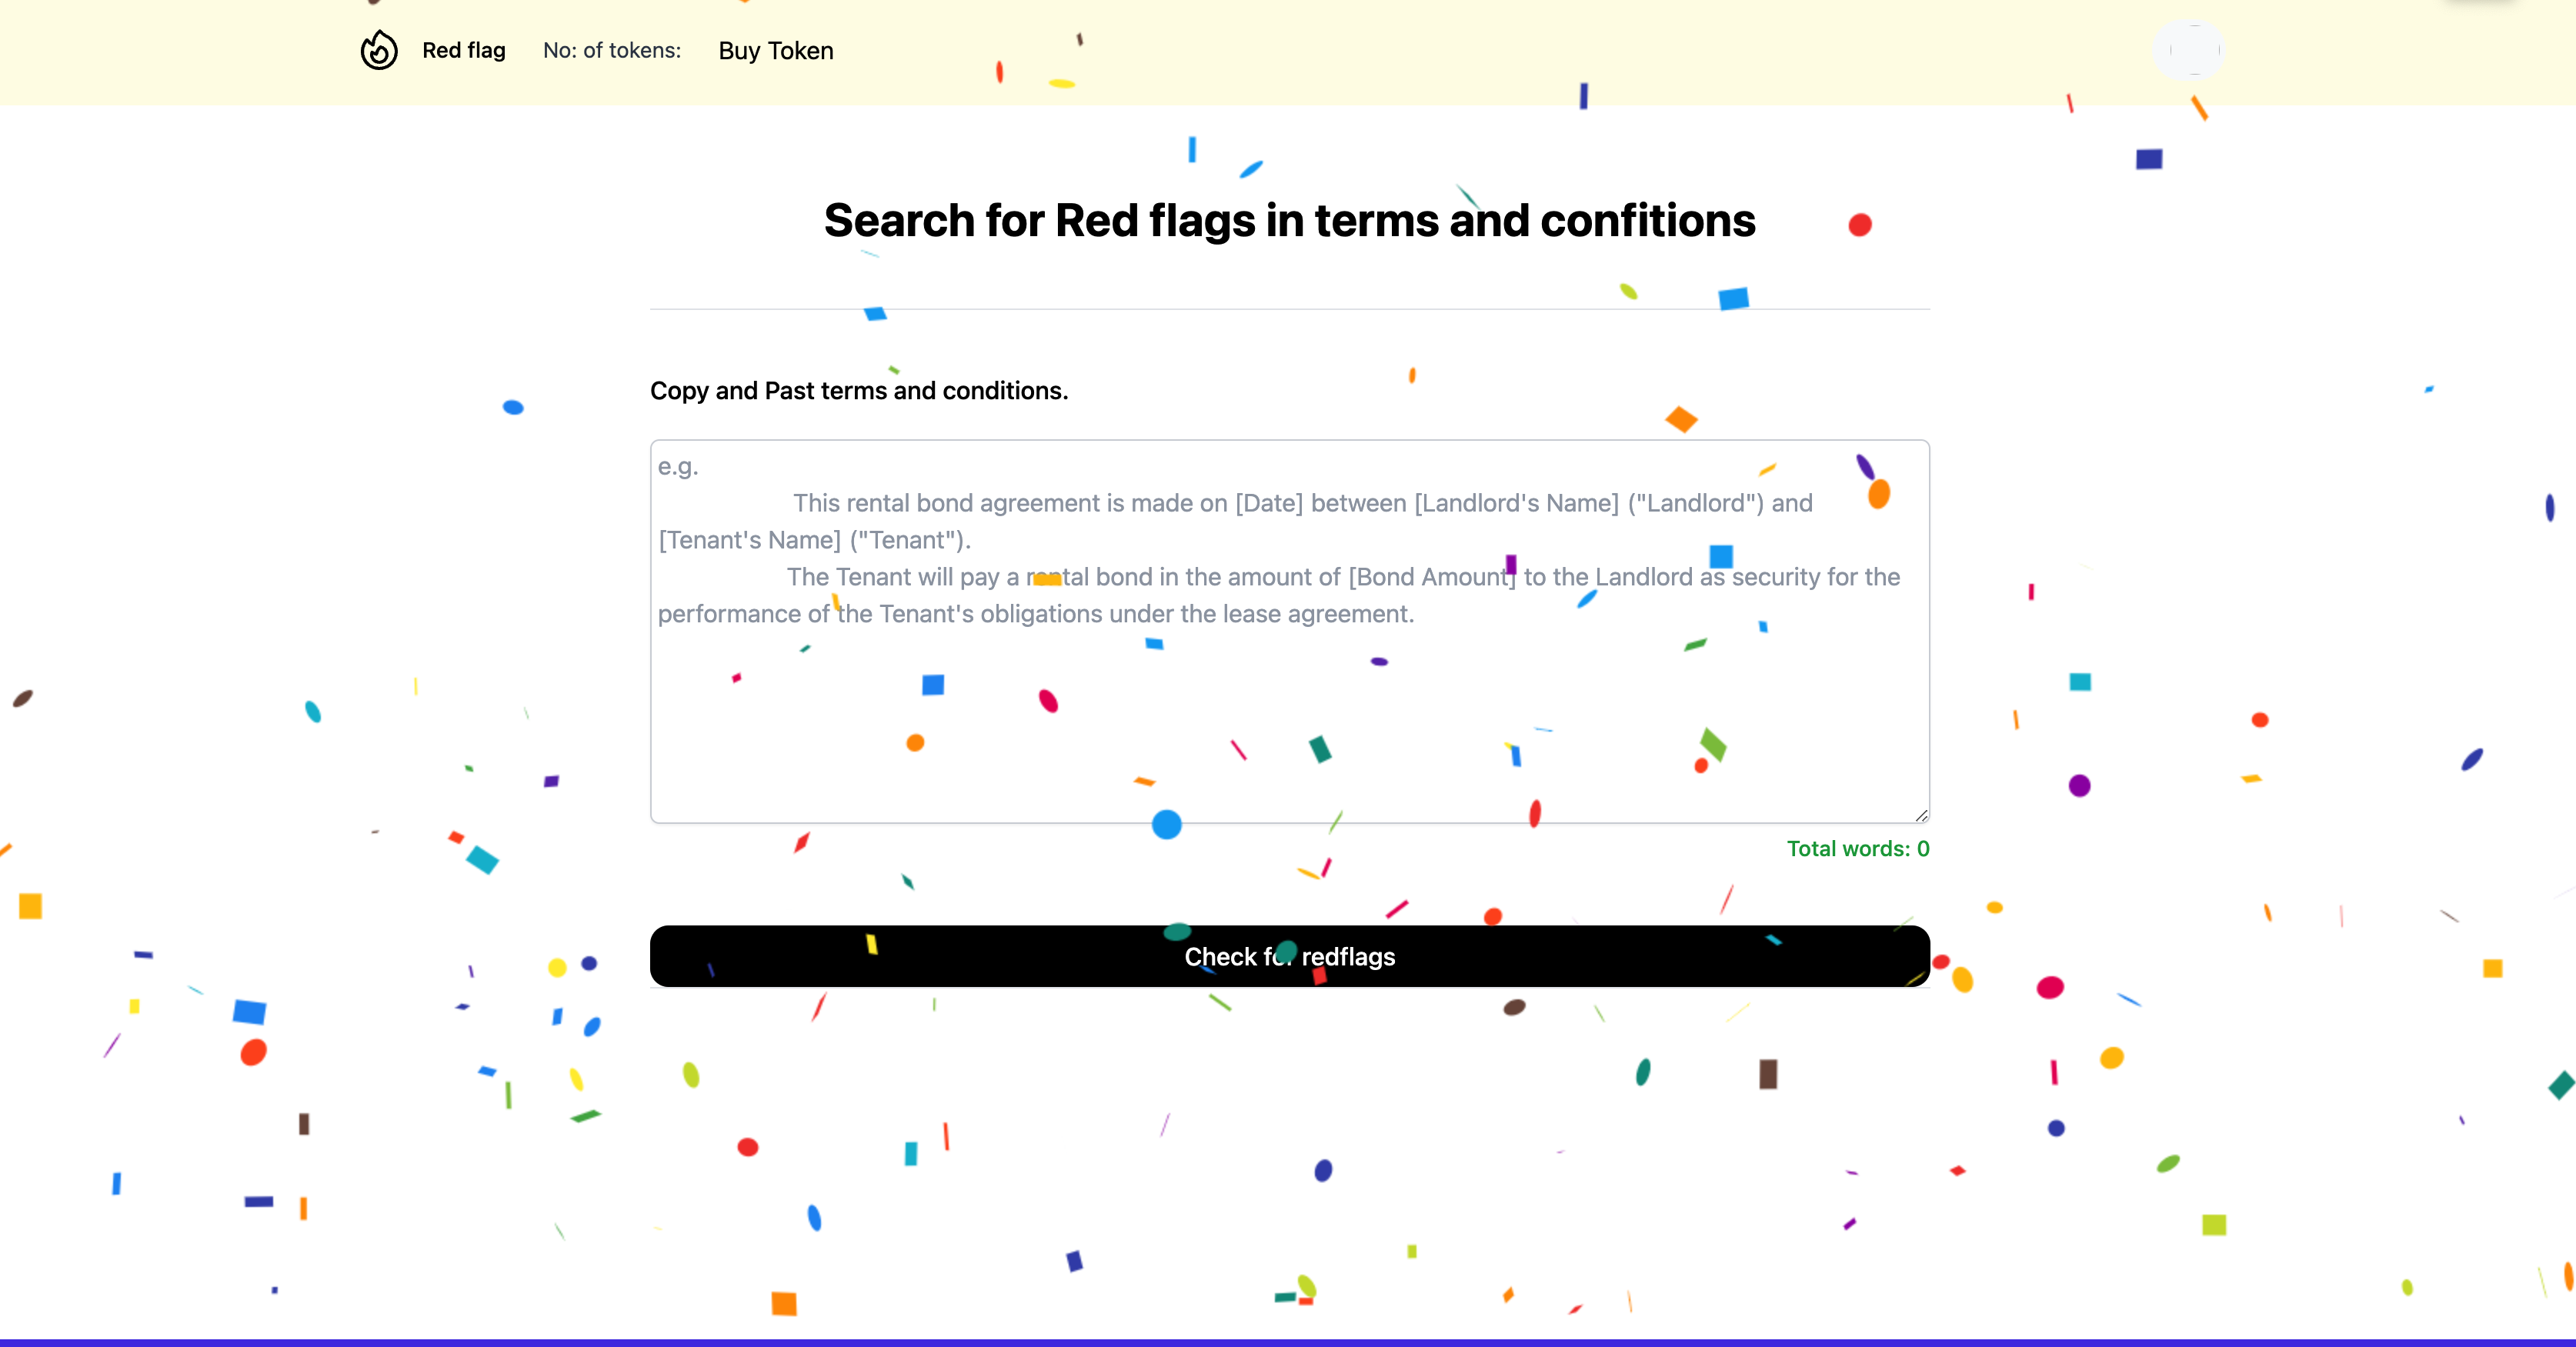 Red flag No: of tokens: Buy Token
Search for Red flags in terms and confitions
Copy and Past terms and conditions.
e.g.
This rental bond agreement is made on [Date] between [Landlord's Name] ("Landlord") and
[Tenant's Name] ("Tenant").
The Tenant will pay a rental bond in the amount of [Bond Amount] to the Landlord as security for the
performance of the Tenant's obligations under the lease agreement.
Total words: 0
Check for redflags